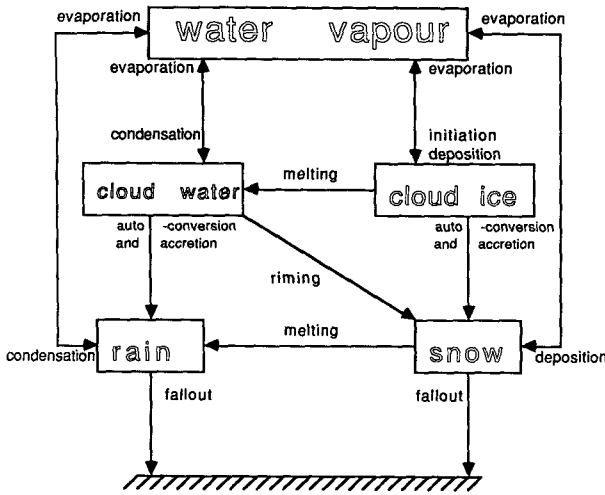 evaporation
evaporation
water vapour
evaporation
evaporation
condensation
initiation
deposition
melting
cloud water
cloud ice
auto -conversion
and accretion
auto -conversion
and accretion
riming
melting
rain
snow
condensation
deposition
fallout
fallout